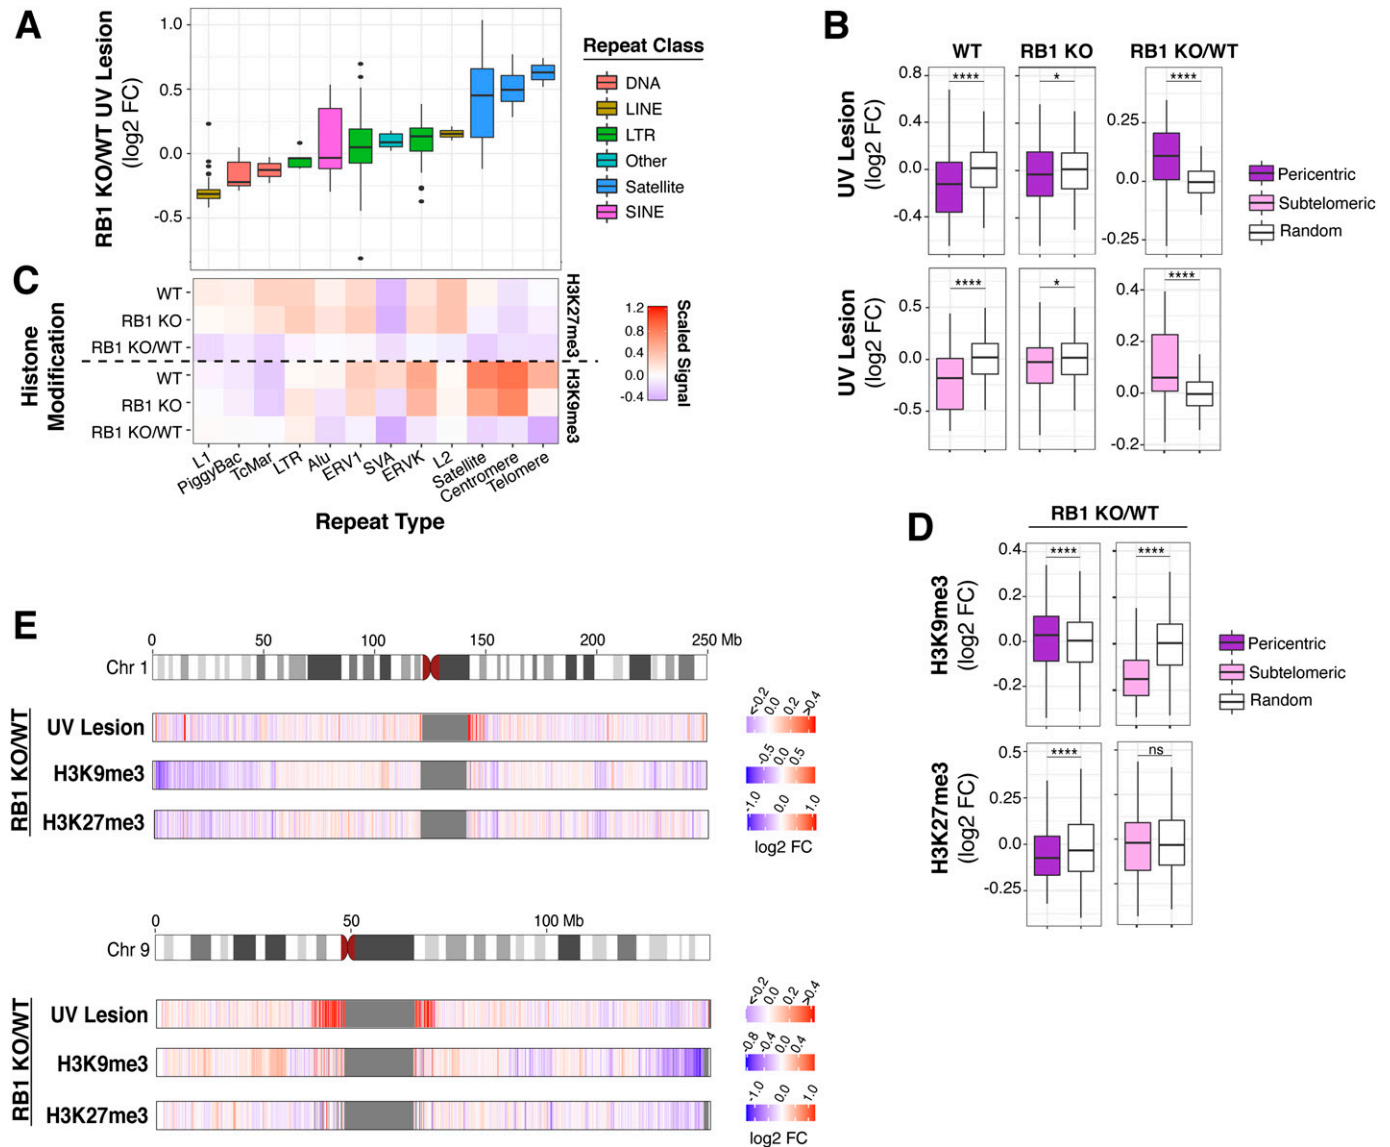 A
RB1 KO/WT UV Lesion
(log2 FC)
1.0
0.5
0.0
-0.5
Repeat Class
DNA
LINE
LTR
Other
Satellite
SINE
B
WT
RB1 KO
RB1 KO/WT
UV Lesion
(log2 FC)
0.8
0.4
0.0
-0.4
****
*
0.25
0.0
-0.25
****
Pericentric
Subtelomeric
Random
UV Lesion
(log2 FC)
0.5
0.0
-0.5
****
*
0.4
0.2
0.0
-0.2
****
C
Histone
Modification
WT
RB1 KO
RB1 KO/WT
WT
RB1 KO
RB1 KO/WT
H3K27me3
H3K9me3
1.2
0.8
0.4
0.0
-0.4
Scaled Signal
L1
PiggyBac
TcMar
LTR
Alu
ERV1
SVA
ERVK
L2
Satellite
Centromere
Telomere
Repeat Type
D
RB1 KO/WT
H3K9me3
(log2 FC)
0.4
0.2
0.0
-0.2
****
****
Pericentric
Subtelomeric
Random
H3K27me3
(log2 FC)
0.5
0.25
0.0
-0.25
****
ns
E
0 50 100 150 200 250 Mb
Chr 1
RB1 KO/WT
UV Lesion
H3K9me3
H3K27me3
<-0.2 0.0 0.2 >0.4
-0.5 0.0 0.5
-1.0 0.0 1.0
log2 FC
0 50 100 Mb
Chr 9
RB1 KO/WT
UV Lesion
H3K9me3
H3K27me3
<-0.2 0.0 0.2 >0.4
-0.8 -0.4 0.0 0.4
-1.0 0.0 1.0
log2 FC